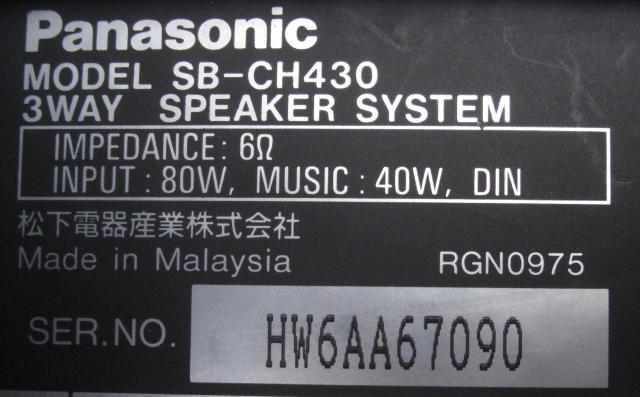 Panasonic
MODEL SB-CH430
3WAY SPEAKER SYSTEM
IMPEDANCE: 6Ω
INPUT : 80W, MUSIC : 40W, DIN
松下電器産業株式会社
Made in Malaysia RGN0975
SER.NO. HW6AA67090